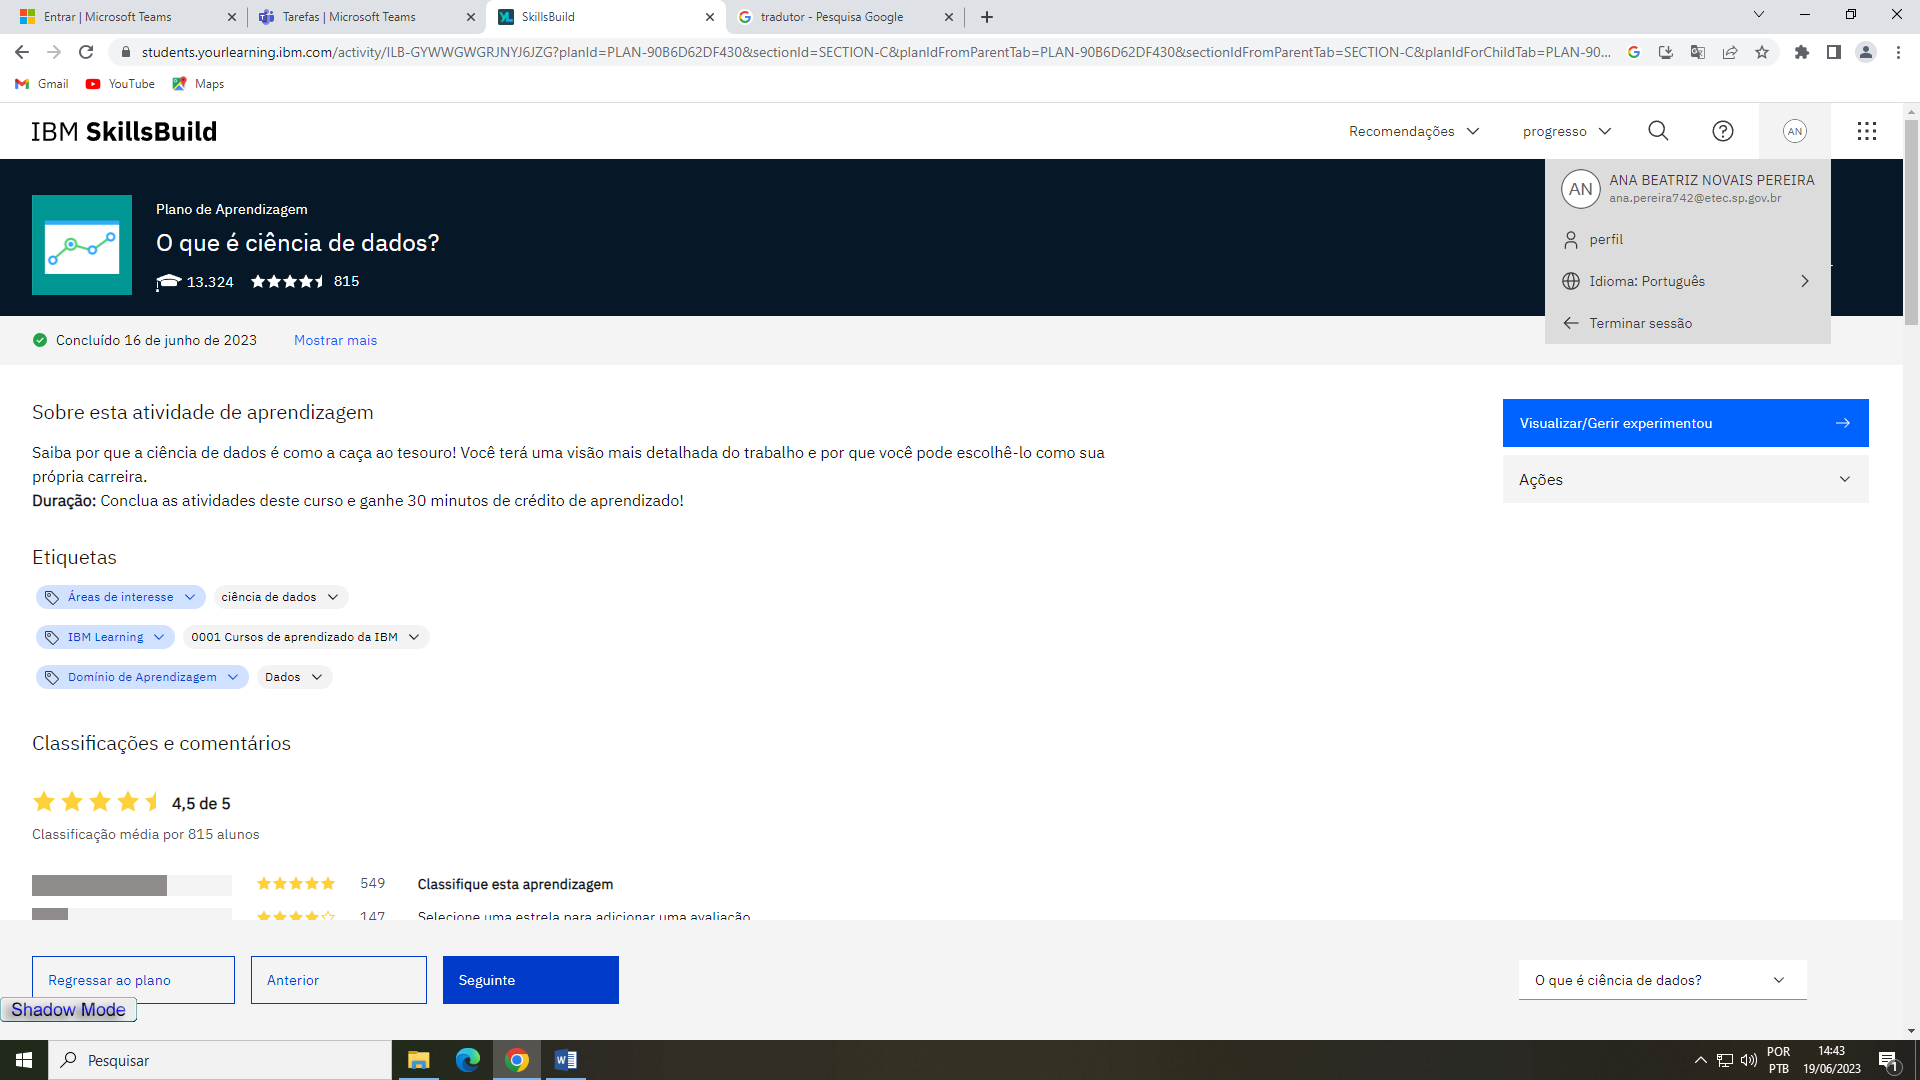 Entrar | Microsoft Teams
Tarefas | Microsoft Teams
SkillsBuild
tradutor - Pesquisa Google
students.yourlearning.ibm.com/activity/ILB-GYWWGWGRJNYJ6JZG?planId=PLAN-90B6D62DF430&sectionId=SECTION-C&planIdFromParentTab=PLAN-90B6D62DF430&sectionIdFromParentTab=SECTION-C&planIdForChildTab=PLAN-90...
Gmail
YouTube
Maps
IBM SkillsBuild
Recomendações
progresso
AN
AN
ANA BEATRIZ NOVAIS PEREIRA
ana.pereira742@etec.sp.gov.br
perfil
Idioma: Português
Terminar sessão
Plano de Aprendizagem
O que é ciência de dados?
13.324
815
Concluído 16 de junho de 2023
Mostrar mais
Sobre esta atividade de aprendizagem
Saiba por que a ciência de dados é como a caça ao tesouro! Você terá uma visão mais detalhada do trabalho e por que você pode escolhê-lo como sua
própria carreira.
Duração: Conclua as atividades deste curso e ganhe 30 minutos de crédito de aprendizado!
Visualizar/Gerir experimentou
Ações
Etiquetas
Áreas de interesse
ciência de dados
IBM Learning
0001 Cursos de aprendizado da IBM
Domínio de Aprendizagem
Dados
Classificações e comentários
4,5 de 5
Classificação média por 815 alunos
549
Classifique esta aprendizagem
147
Selecione uma estrela para adicionar uma avaliação
Regressar ao plano
Anterior
Seguinte
O que é ciência de dados?
Shadow Mode
Pesquisar
POR
PTB
14:43
19/06/2023
1